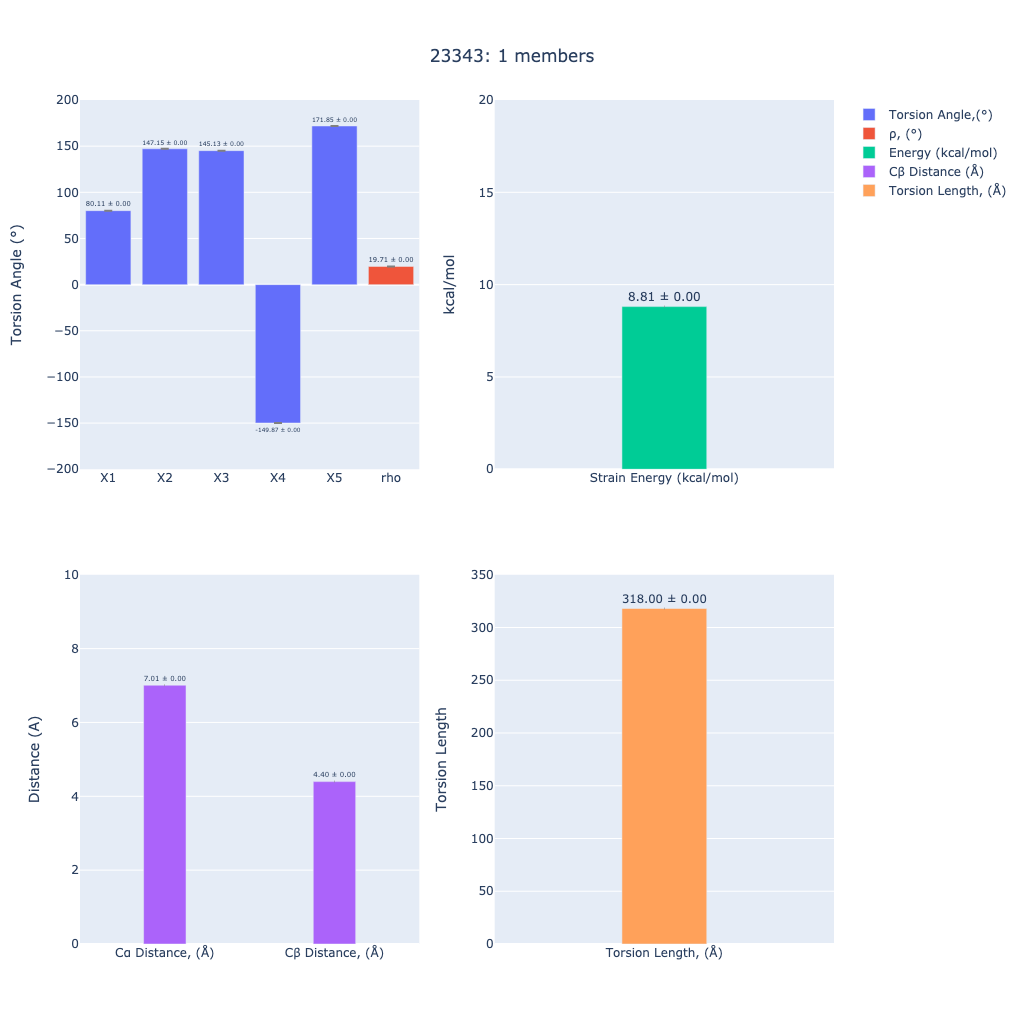 23343: 1 members
Torsion Angle (°)
200
150
100
50
0
−50
−100
−150
−200
80.11 ± 0.00
147.15 ± 0.00
145.13 ± 0.00
-149.87 ± 0.00
171.85 ± 0.00
19.71 ± 0.00
X1 X2 X3 X4 X5 rho
kcal/mol
20
15
10
5
0
8.81 ± 0.00
Strain Energy (kcal/mol)
Torsion Angle,(°)
ρ, (°)
Energy (kcal/mol)
Cβ Distance (Å)
Torsion Length, (Å)
Distance (A)
10
8
6
4
2
0
7.01 ± 0.00
4.40 ± 0.00
Cα Distance, (Å) Cβ Distance, (Å)
Torsion Length
350
300
250
200
150
100
50
0
318.00 ± 0.00
Torsion Length, (Å)